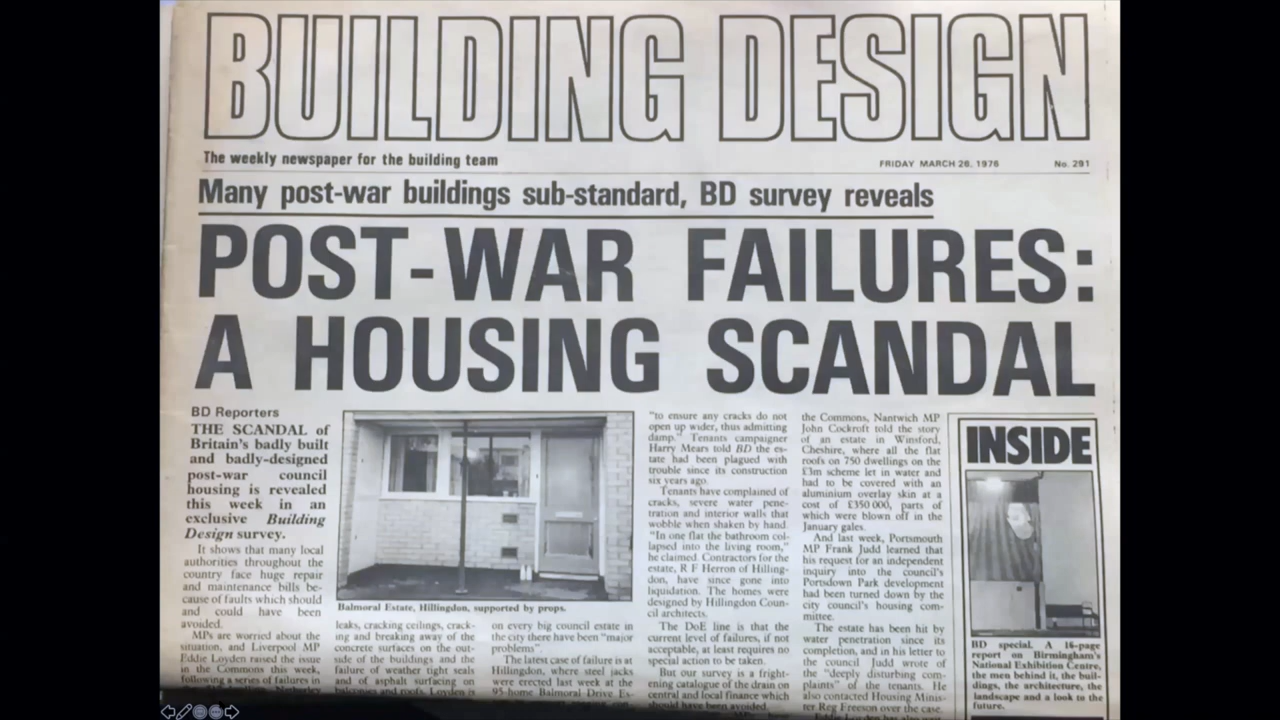 BUILDING DESIGN
The weekly newspaper for the building team
FRIDAY MARCH 26, 1976 No. 291
Many post-war buildings sub-standard, BD survey reveals
POST-WAR FAILURES:
A HOUSING SCANDAL
BD Reporters
THE SCANDAL of
Britain's badly built
and badly-designed
post-war council
housing is revealed
this week in an
exclusive Building
Design survey.
It shows that many local
authorities throughout the
country face huge repair
and maintenance bills be-
cause of faults which should
and could have been
avoided.
MPs are worried about the
situation, and Liverpool MP
Eddie Loyden raised the issue
in the Commons this week,
following a series of failures in
Balmoral Estate, Hillingdon, supported by props.
leaks, cracking ceilings, crack-
ing and breaking away of the
concrete surfaces on the out-
side of the buildings and the
failure of weather tight seals
and of asphalt surfacing on
balconies and roofs. Loyden is
on every big council estate in
the city there have been "major
problems"
The latest case of failure is at
Hillingdon, where steel jacks
were erected last week at the
95-home Balmoral Drive Es-
"to ensure any cracks do not
open up wider, thus admitting
damp." Tenants campaigner
Harry Mears told BD the es-
tate had been plagued with
trouble since its construction
six years ago.
Tenants have complained of
cracks, severe water pene-
tration and interior walls that
wobble when shaken by hand.
"In one flat the bathroom col-
lapsed into the living room,"
he claimed. Contractors for the
estate, R F Herron of Hilling-
don, have since gone into
liquidation. The homes were
designed by Hillingdon Coun-
cil architects.
The DoE line is that the
current level of failures, if not
acceptable, at least requires no
special action to be taken.
But our survey is a fright-
ening catalogue of the drain on
central and local finance which
should have been avoided.
the Commons, Nantwich MP
John Cockroft told the story
of an estate in Winsford,
Cheshire, where all the flat
roofs on 750 dwellings on the
£3m scheme let in water and
had to be covered with an
aluminium overlay skin at a
cost of £350 000, parts of
which were blown off in the
January gales.
And last week, Portsmouth
MP Frank Judd learned that
his request for an independent
inquiry into the council's
Portsdown Park development
had been turned down by the
city council's housing com-
mittee.
The estate has been hit by
water penetration since its
completion, and in his letter to
the council Judd wrote of
the "deeply disturbing com-
plaints" of the tenants. He
also contacted Housing Minis-
ter Reg Freeson over the case.
INSIDE
BD special. A 16-page
report on Birmingham's
National Exhibition Centre,
the men behind it, the buil-
dings, the architecture, the
landscape and a look to the
future.